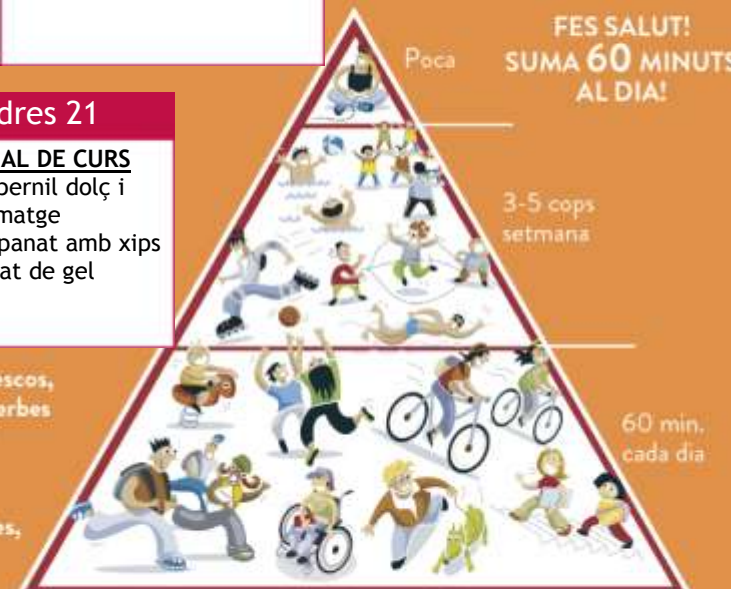 Poca
FES SALUT!
SUMA 60 MINUTS
AL DIA!
dres 21
AL DE CURS
pernil dolç i
matge
panat amb xips
at de gel
3-5 cops
setmana
60 min.
cada dia
scos,
erbes
es,